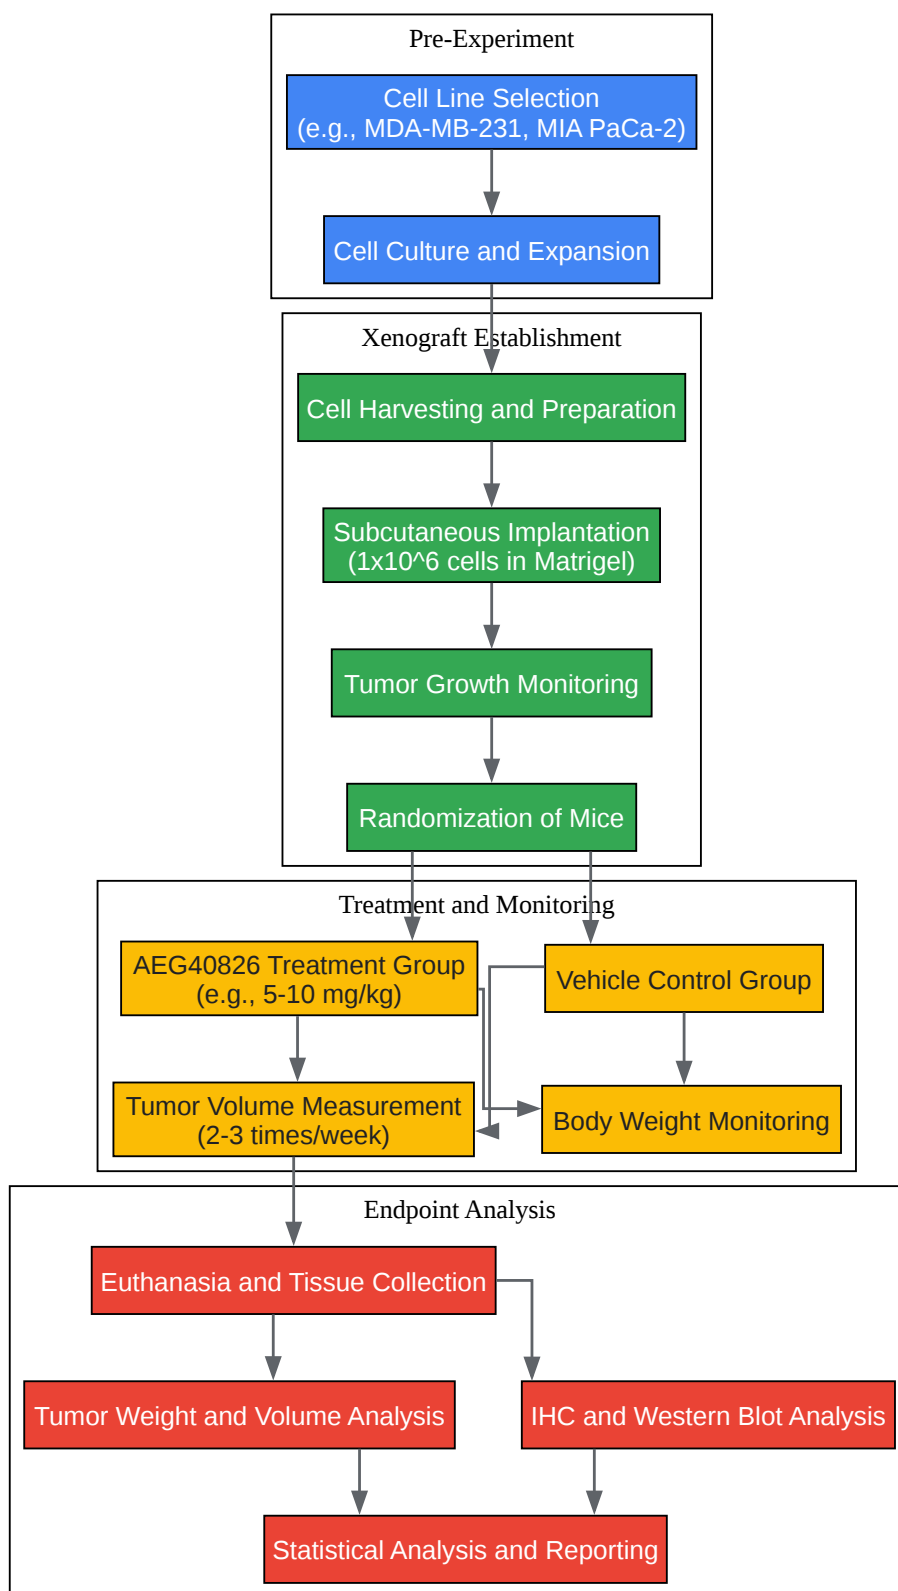 Pre-Experiment
Cell Line Selection
(e.g., MDA-MB-231, MIA PaCa-2)
Cell Culture and Expansion
Xenograft Establishment
Cell Harvesting and Preparation
Subcutaneous Implantation
(1x10^6 cells in Matrigel)
Tumor Growth Monitoring
Randomization of Mice
Treatment and Monitoring
AEG40826 Treatment Group
(e.g., 5-10 mg/kg)
Vehicle Control Group
Tumor Volume Measurement
(2-3 times/week)
Body Weight Monitoring
Endpoint Analysis
Euthanasia and Tissue Collection
Tumor Weight and Volume Analysis
IHC and Western Blot Analysis
Statistical Analysis and Reporting